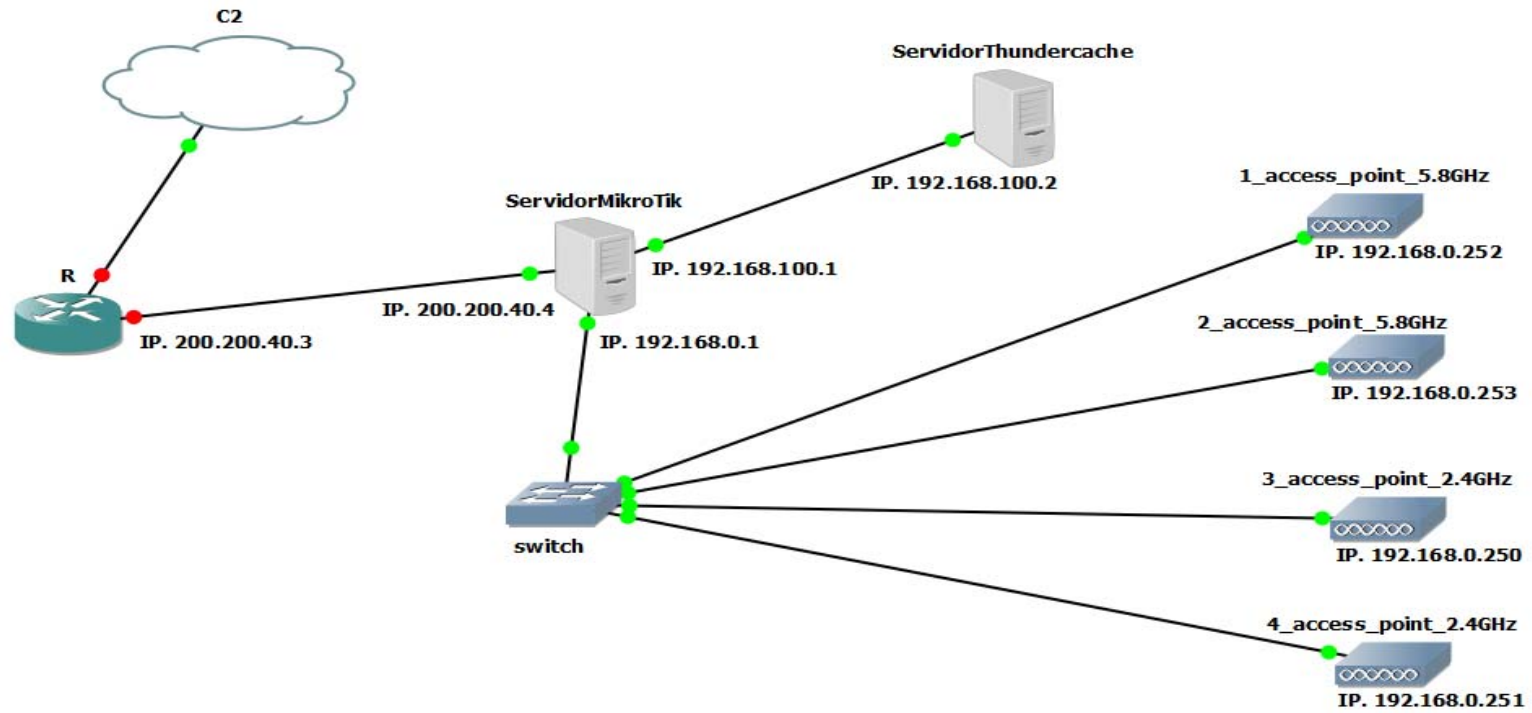 C2
ServidorThundercache
IP. 192.168.100.2
1_access_point_5.8GHz
ServidorMikroTik
IP. 192.168.0.252
R
IP. 192.168.100.1
IP. 200.200.40.4
2_access_point_5.8GHz
IP. 200.200.40.3
IP. 192.168.0.1
IP. 192.168.0.253
3_access_point_2.4GHz
switch
IP. 192.168.0.250
4_access_point_2.4GHz
IP. 192.168.0.251